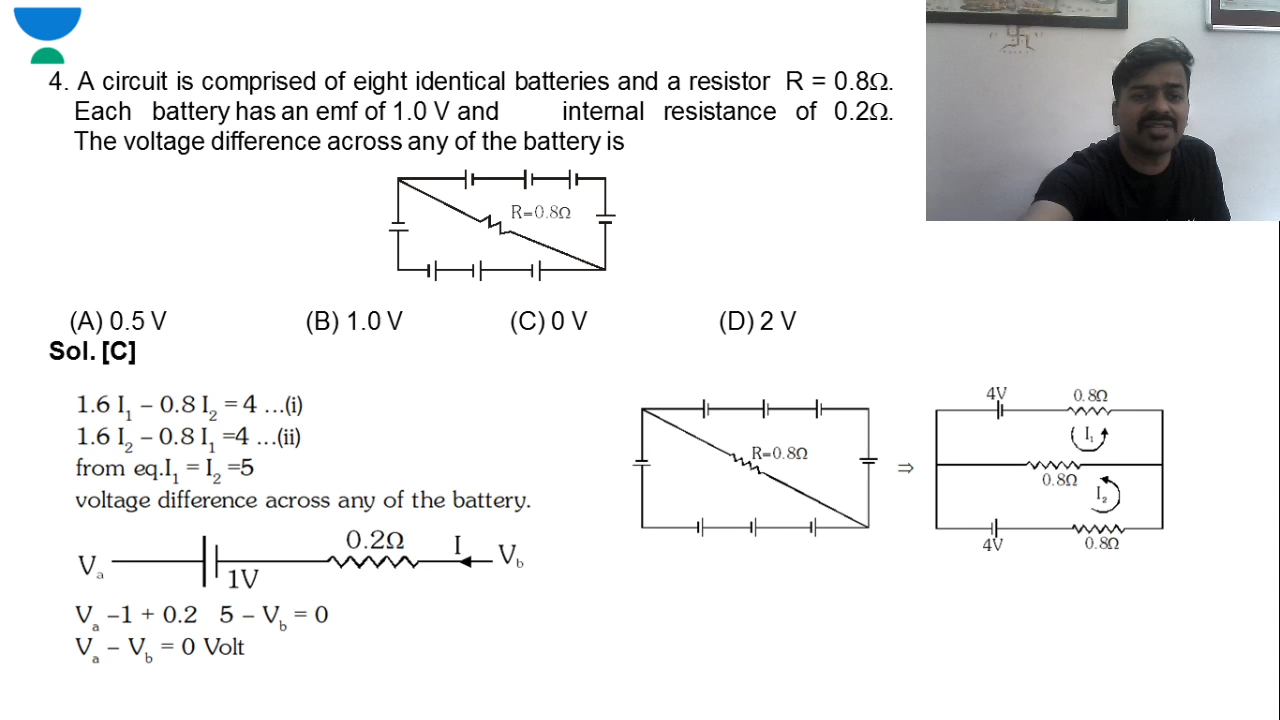 4. A circuit is comprised of eight identical batteries and a resistor R = 0.8Ω.
Each battery has an emf of 1.0 V and internal resistance of 0.2Ω.
The voltage difference across any of the battery is
R=0.8Ω
(A) 0.5 V (B) 1.0 V (C) 0 V (D) 2 V
Sol. [C]
1.6 I₁ – 0.8 I₂ = 4 ...(i)
1.6 I₂ – 0.8 I₁ =4 ...(ii)
from eq.I₁ = I₂ =5
voltage difference across any of the battery.
Vₐ 1V 0.2Ω I V_b
Vₐ –1 + 0.2 5 – V_b = 0
Vₐ – V_b = 0 Volt
R=0.8Ω
⇒
4V 0.8Ω
I₁
0.8Ω
I₂
4V 0.8Ω